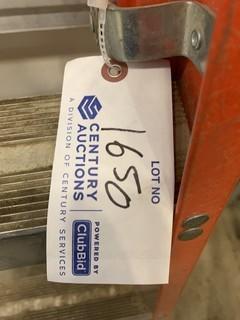 LOT NO
1650
CENTURY
AUCTIONS
A DIVISION OF CENTURY SERVICES
POWERED BY
ClubBid